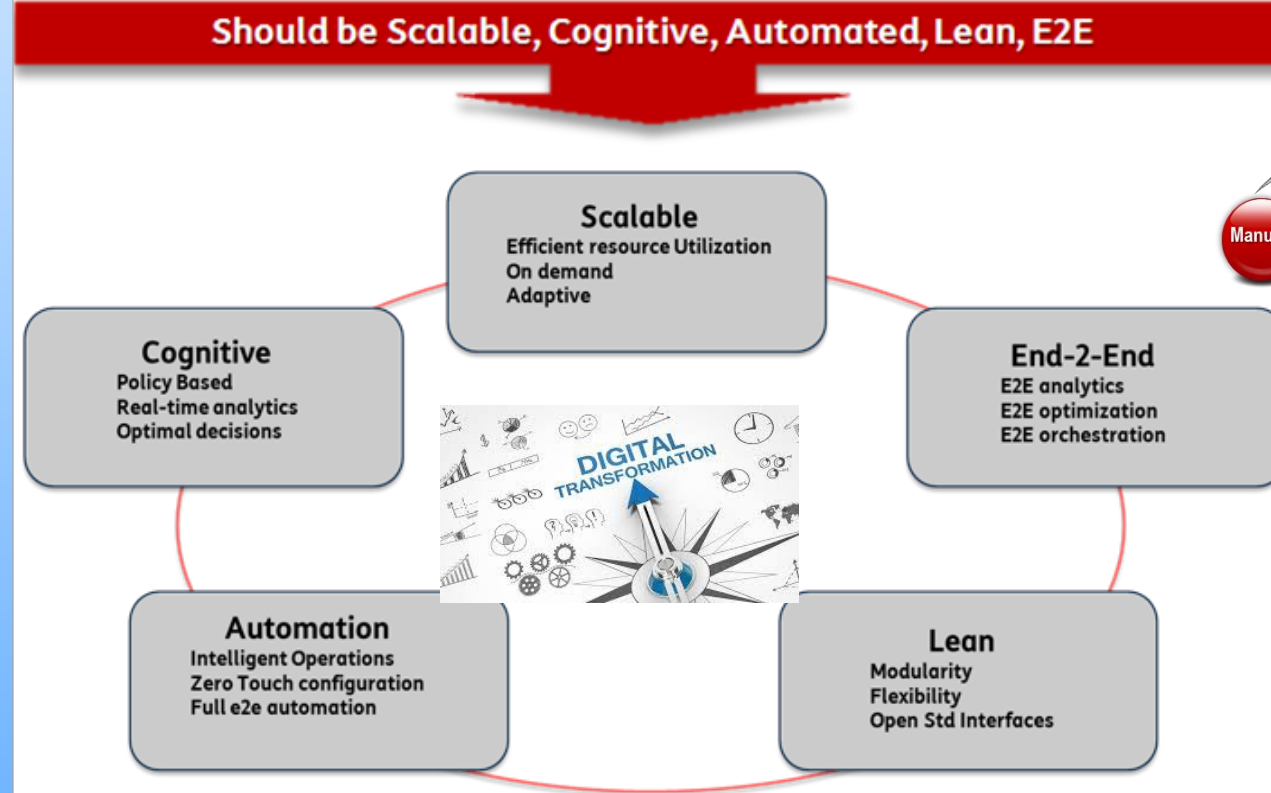 Should be Scalable, Cognitive, Automated, Lean, E2E
Scalable
Efficient resource Utilization
On demand
Adaptive
Manu
Cognitive
Policy Based
Real-time analytics
Optimal decisions
End-2-End
E2E analytics
E2E optimization
E2E orchestration
DIGITAL
TRANSFORMATION
Automation
Intelligent Operations
Zero Touch configuration
Full e2e automation
Lean
Modularity
Flexibility
Open Std Interfaces